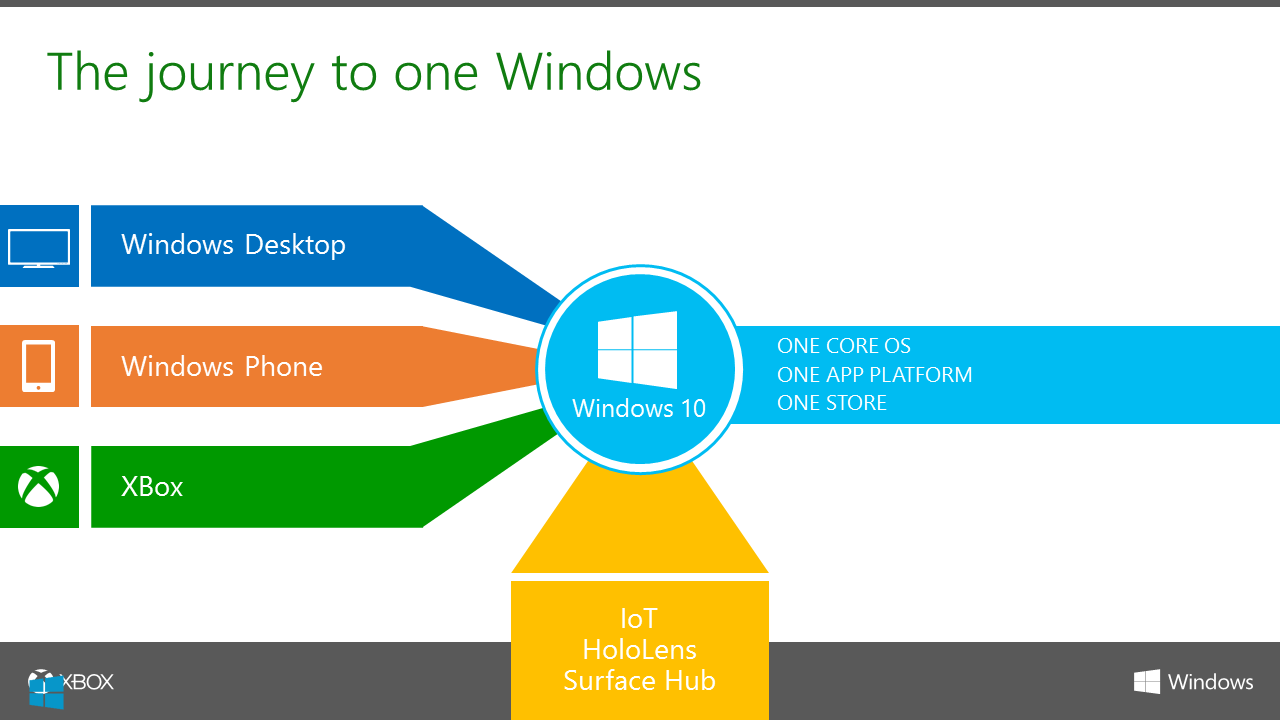 The journey to one Windows
Windows Desktop
Windows Phone
XBox
Windows 10
ONE CORE OS
ONE APP PLATFORM
ONE STORE
IoT
HoloLens
Surface Hub
XBOX
Windows